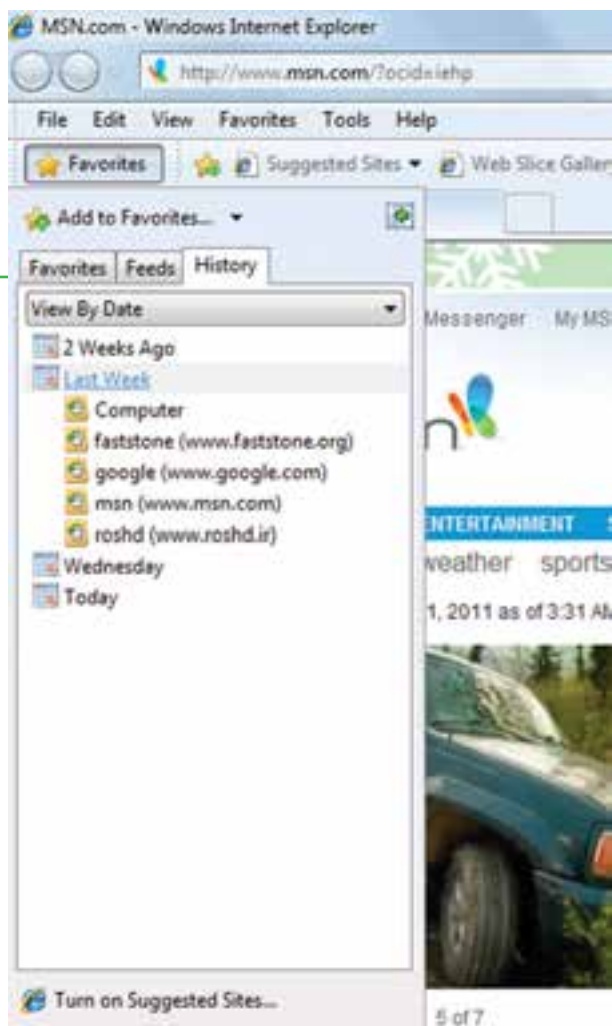 MSN.com - Windows Internet Explorer
http://www.msn.com/?ocid=iehp
File Edit View Favorites Tools Help
Favorites Suggested Sites Web Slice Gallery
Add to Favorites...
Favorites Feeds History
View By Date
Messenger My MS
2 Weeks Ago
Last Week
Computer
faststone (www.faststone.org)
google (www.google.com)
n
msn (www.msn.com)
roshd (www.roshd.ir)
ENTERTAINMENT S
Wednesday
weather sports
Today
1, 2011 as of 3:31 AM
Turn on Suggested Sites...
5 of 7